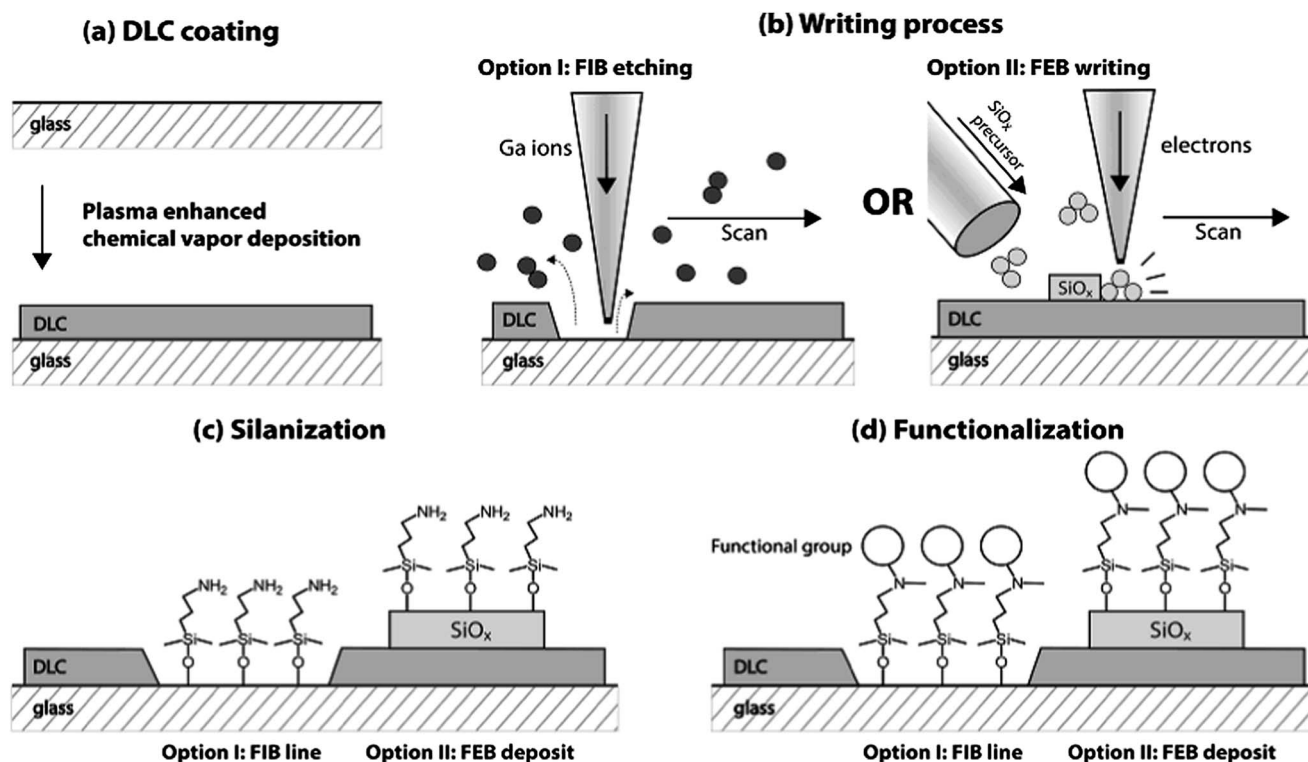 (a) DLC coating
glass
Plasma enhanced
chemical vapor deposition
DLC
glass
(b) Writing process
Option I: FIB etching
Ga ions
Scan
DLC
glass
OR
Option II: FEB writing
SiOx
precursor
electrons
Scan
SiOx
DLC
glass
(c) Silanization
NH2 NH2 NH2
Si Si Si
O O O
NH2 NH2 NH2
Si Si Si
O O O
SiOx
DLC
glass
Option I: FIB line
Option II: FEB deposit
(d) Functionalization
Functional group
N N N
Si Si Si
O O O
N N N
Si Si Si
O O O
SiOx
DLC
glass
Option I: FIB line
Option II: FEB deposit